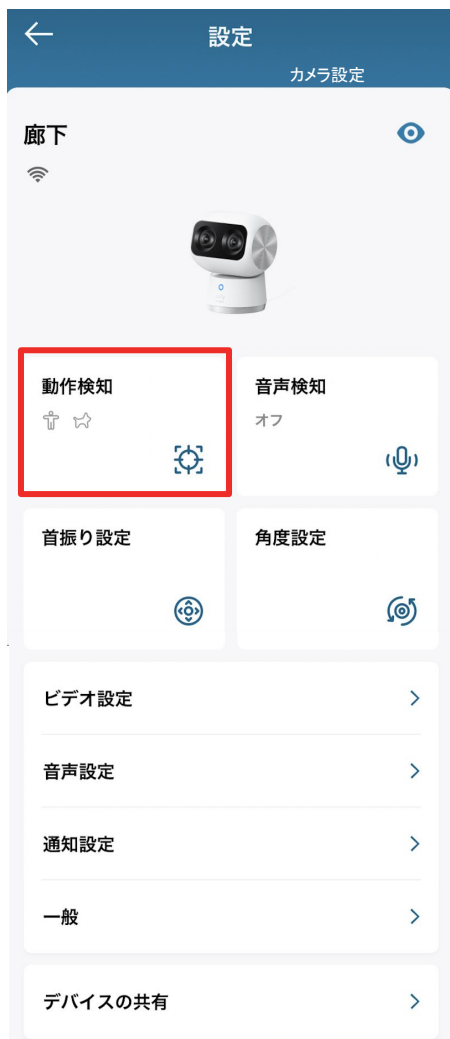 設定
カメラ設定
廊下
動作検知
音声検知
オフ
首振り設定
角度設定
ビデオ設定
音声設定
通知設定
一般
デバイスの共有